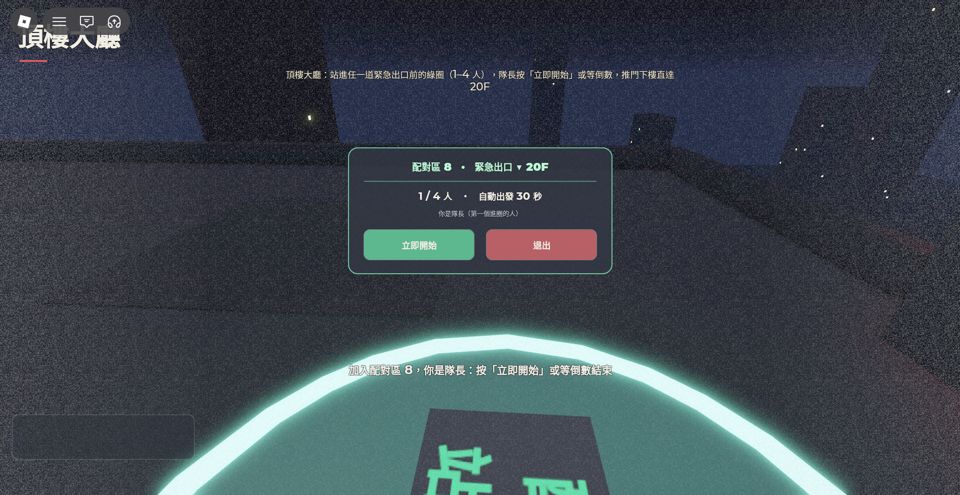 頂樓大廳
頂樓大廳：站進任一道緊急出口前的綠圈（1–4 人），隊長按「立即開始」或等倒數，推門下樓直達
20F
配對區 8 • 緊急出口 ▼ 20F
1 / 4 人 • 自動出發 30 秒
你是隊長（第一個進圈的人）
立即開始
退出
加入配對區 8，你是隊長：按「立即開始」或等倒數結束